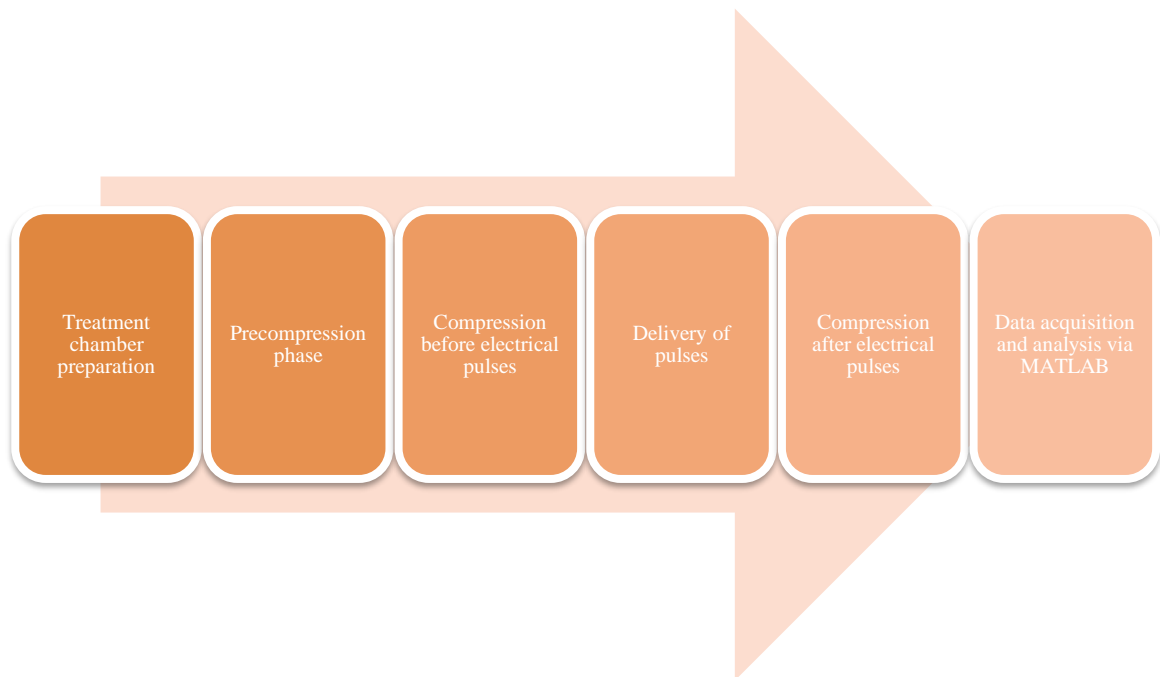 Treatment
chamber
preparation
Precompression
phase
Compression
before electrical
pulses
Delivery of
pulses
Compression
after electrical
pulses
Data acquisition
and analysis via
MATLAB